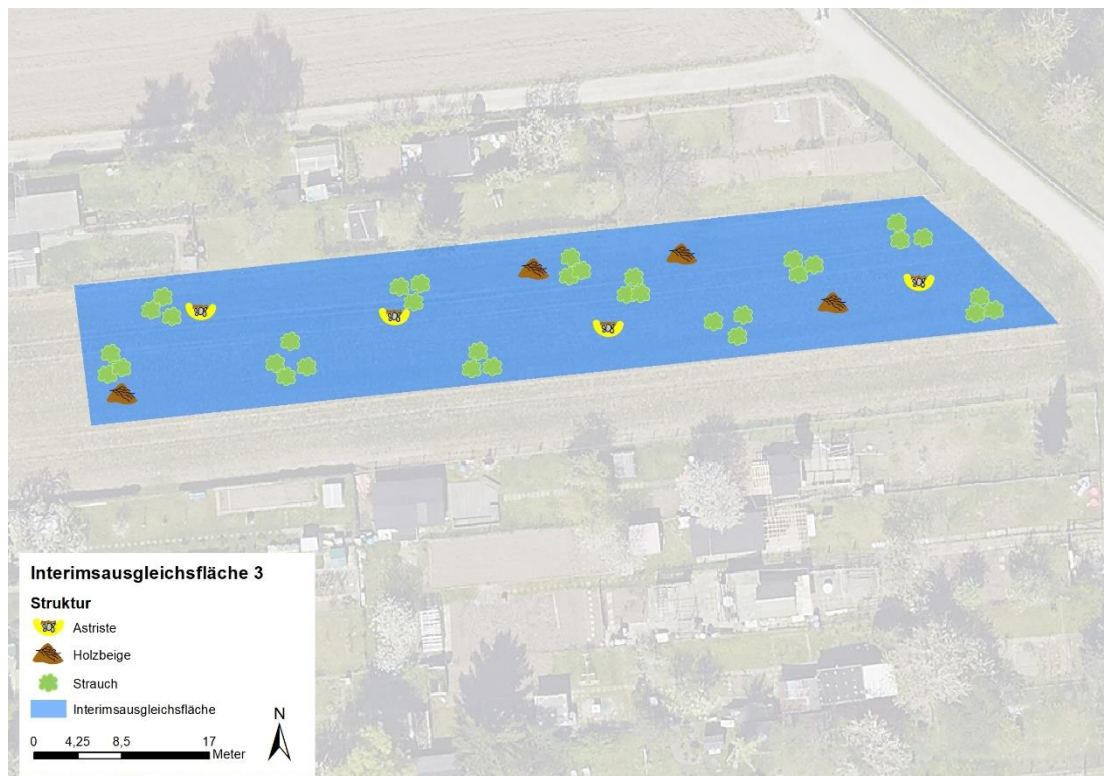 Interimsausgleichsfläche 3
Struktur
Astriste
Holzbeige
Strauch
Interimsausgleichsfläche
N
0 4,25 8,5 17
Meter